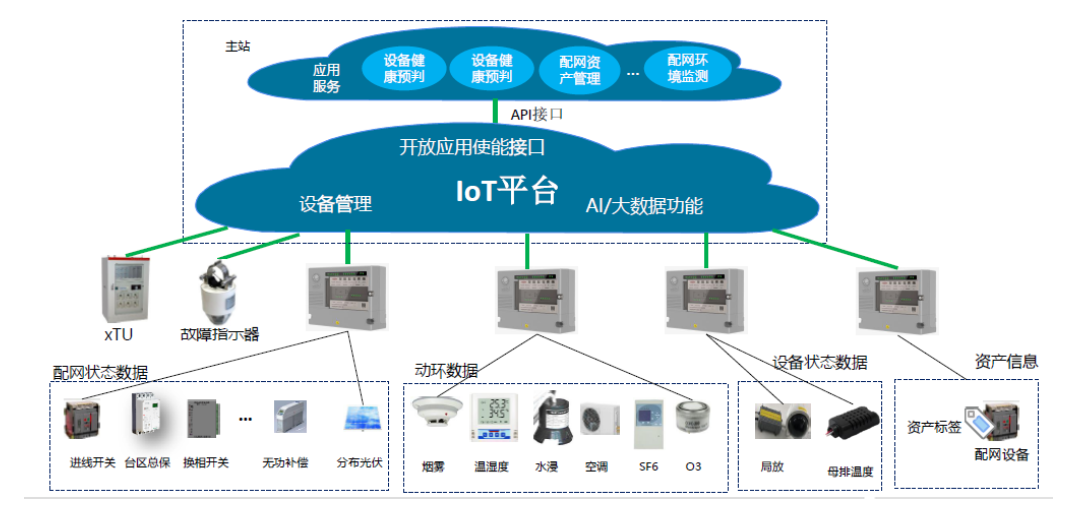 主站
应用
服务
设备健
康预判
设备健
康预判
配网资
产管理
...
配网环
境监测
API接口
开放应用使能接口
IoT平台
设备管理
AI/大数据功能
xTU
故障指示器
配网状态数据
动环数据
设备状态数据
资产信息
进线开关
台区总保
换相开关
...
无功补偿
分布光伏
烟雾
温湿度
水浸
空调
SF6
O3
局放
母排温度
资产标签
配网设备